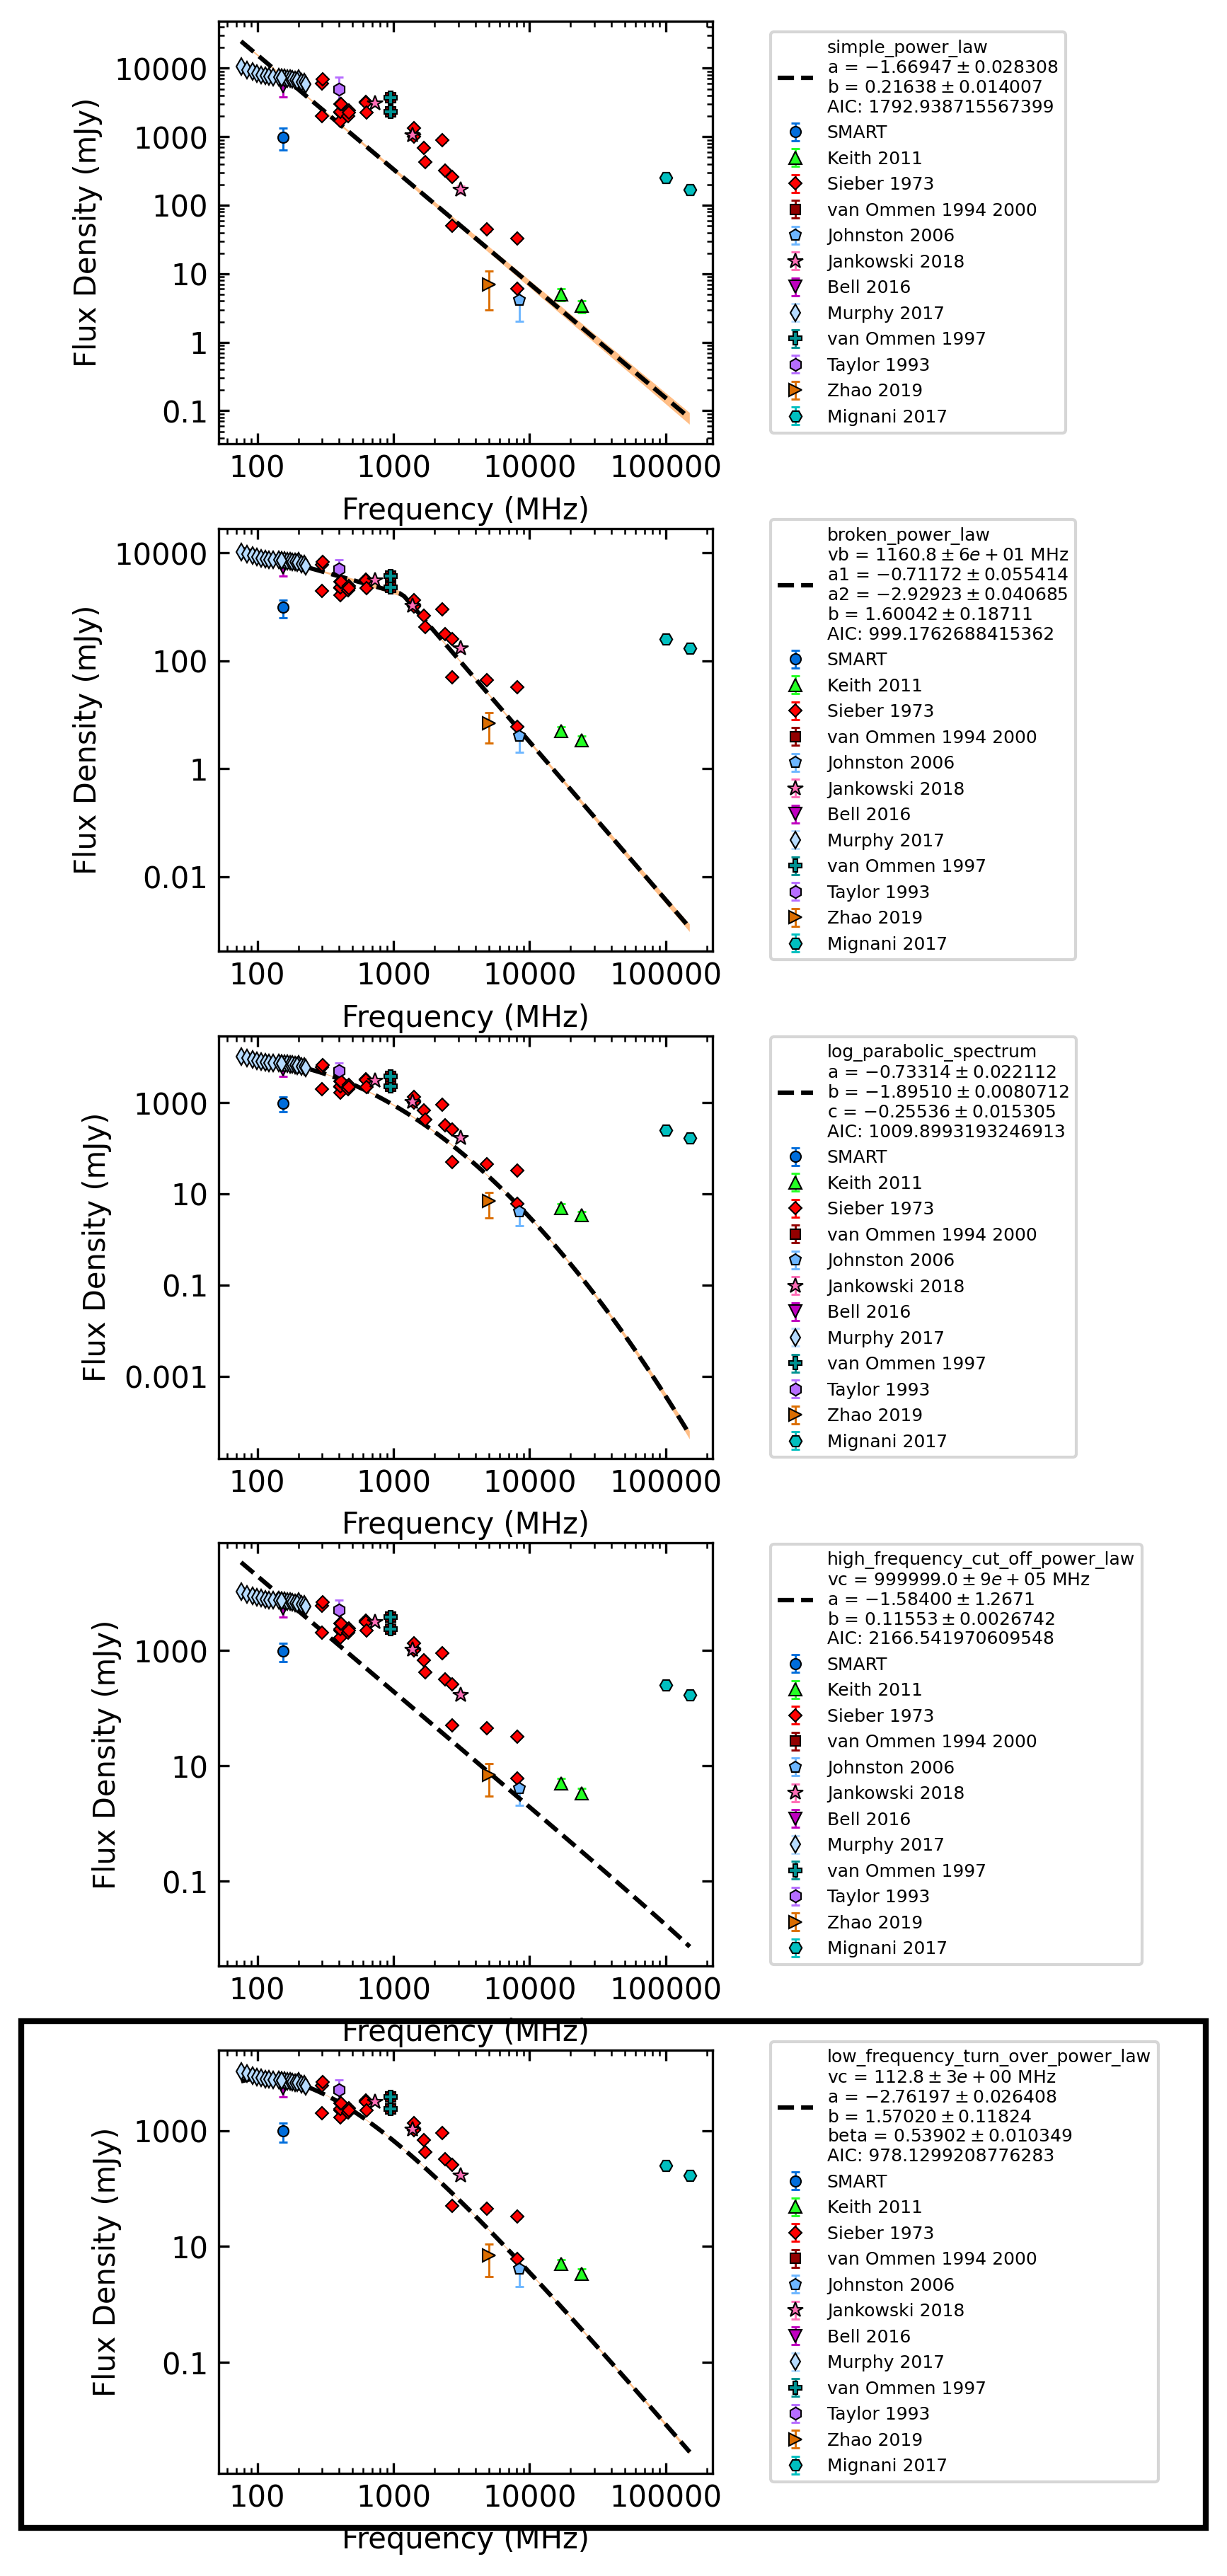 10000
1000
100
10
1
0.1
Flux Density (mJy)
100 1000 10000 100000
Frequency (MHz)
simple_power_law
a = −1.66947 ± 0.028308
b = 0.21638 ± 0.014007
AIC: 1792.938715567399
SMART
Keith 2011
Sieber 1973
van Ommen 1994 2000
Johnston 2006
Jankowski 2018
Bell 2016
Murphy 2017
van Ommen 1997
Taylor 1993
Zhao 2019
Mignani 2017
10000
100
1
0.01
Flux Density (mJy)
100 1000 10000 100000
Frequency (MHz)
broken_power_law
vb = 1160.8 ± 6e + 01 MHz
a1 = −0.71172 ± 0.055414
a2 = −2.92923 ± 0.040685
b = 1.60042 ± 0.18711
AIC: 999.1762688415362
SMART
Keith 2011
Sieber 1973
van Ommen 1994 2000
Johnston 2006
Jankowski 2018
Bell 2016
Murphy 2017
van Ommen 1997
Taylor 1993
Zhao 2019
Mignani 2017
1000
10
0.1
0.001
Flux Density (mJy)
100 1000 10000 100000
Frequency (MHz)
log_parabolic_spectrum
a = −0.73314 ± 0.022112
b = −1.89510 ± 0.0080712
c = −0.25536 ± 0.015305
AIC: 1009.8993193246913
SMART
Keith 2011
Sieber 1973
van Ommen 1994 2000
Johnston 2006
Jankowski 2018
Bell 2016
Murphy 2017
van Ommen 1997
Taylor 1993
Zhao 2019
Mignani 2017
1000
10
0.1
Flux Density (mJy)
100 1000 10000 100000
Frequency (MHz)
high_frequency_cut_off_power_law
vc = 999999.0 ± 9e + 05 MHz
a = −1.58400 ± 1.2671
b = 0.11553 ± 0.0026742
AIC: 2166.541970609548
SMART
Keith 2011
Sieber 1973
van Ommen 1994 2000
Johnston 2006
Jankowski 2018
Bell 2016
Murphy 2017
van Ommen 1997
Taylor 1993
Zhao 2019
Mignani 2017
1000
10
0.1
Flux Density (mJy)
100 1000 10000 100000
Frequency (MHz)
low_frequency_turn_over_power_law
vc = 112.8 ± 3e + 00 MHz
a = −2.76197 ± 0.026408
b = 1.57020 ± 0.11824
beta = 0.53902 ± 0.010349
AIC: 978.1299208776283
SMART
Keith 2011
Sieber 1973
van Ommen 1994 2000
Johnston 2006
Jankowski 2018
Bell 2016
Murphy 2017
van Ommen 1997
Taylor 1993
Zhao 2019
Mignani 2017